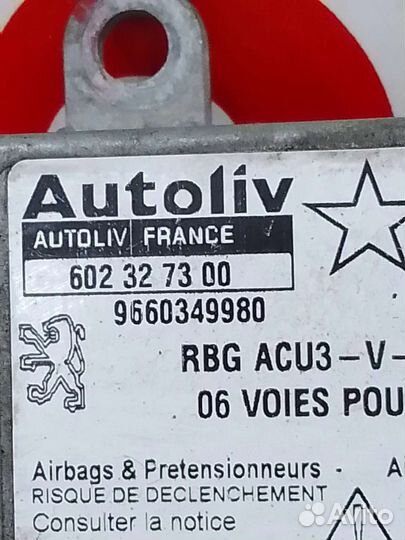 Autoliv
AUTOLIV FRANCE
602 32 73 00
9660349980
RBG ACU3-V-
06 VOIES POU
Airbags & Pretensionneurs - A
RISQUE DE DECLENCHEMENT
Consulter la notice
Avito